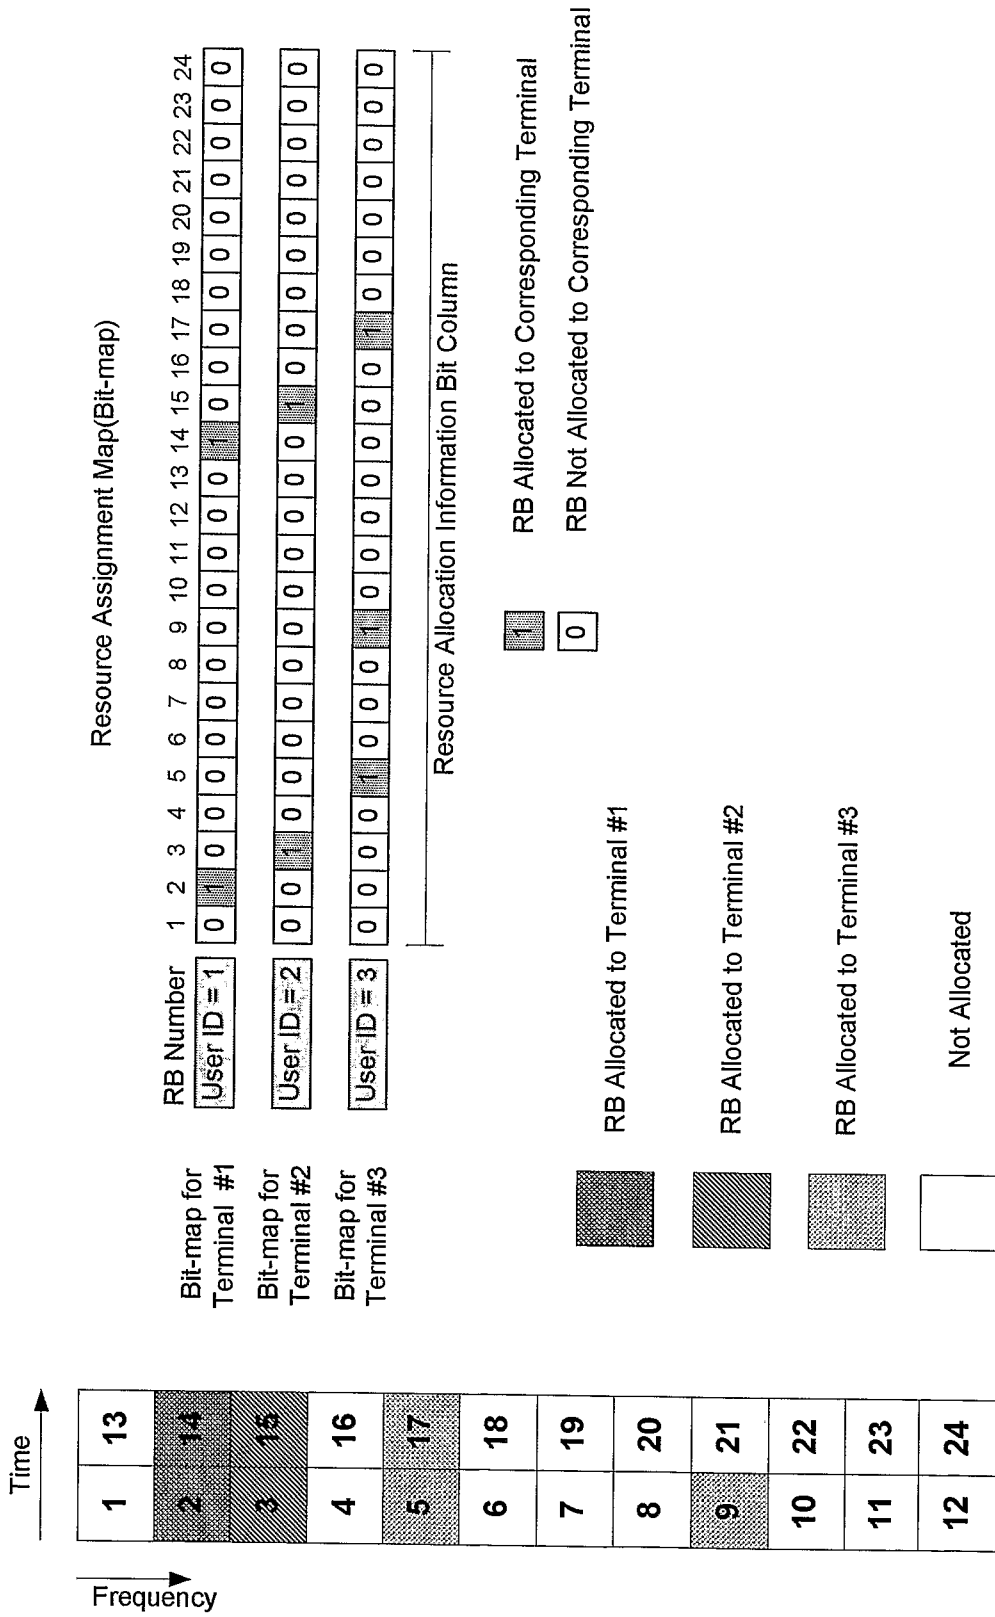 Time
Frequency
1 13
2 14
3 15
4 16
5 17
6 18
7 19
8 20
9 21
10 22
11 23
12 24
Resource Assignment Map(Bit-map)
RB Number 1 2 3 4 5 6 7 8 9 10 11 12 13 14 15 16 17 18 19 20 21 22 23 24
Bit-map for
Terminal #1
User ID = 1 0 1 0 0 0 0 0 0 0 0 0 0 0 1 0 0 0 0 0 0 0 0 0 0
Bit-map for
Terminal #2
User ID = 2 0 0 1 0 0 0 0 0 0 0 0 0 0 0 1 0 0 0 0 0 0 0 0 0
Bit-map for
Terminal #3
User ID = 3 0 0 0 0 1 0 0 0 1 0 0 0 0 0 0 0 1 0 0 0 0 0 0 0
Resource Allocation Information Bit Column
1 RB Allocated to Corresponding Terminal
0 RB Not Allocated to Corresponding Terminal
RB Allocated to Terminal #1
RB Allocated to Terminal #2
RB Allocated to Terminal #3
Not Allocated